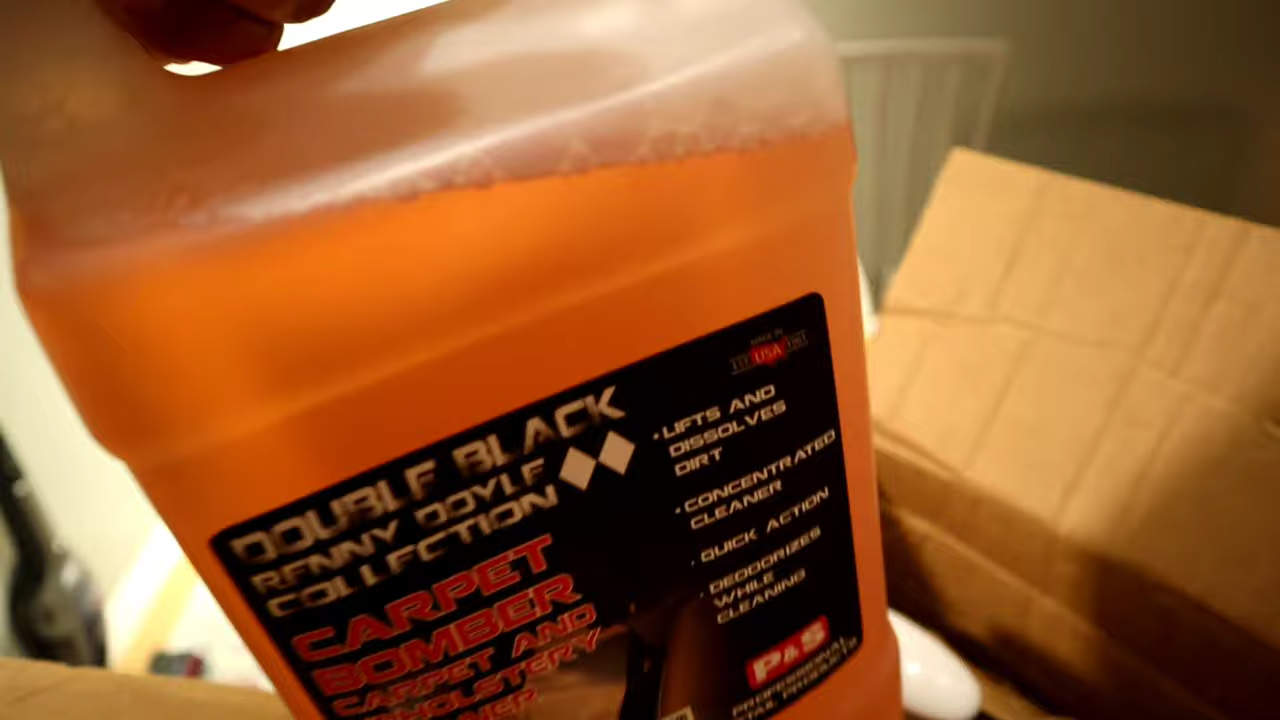 MADE IN
USA
DOUBLE BLACK
RENNY DOYLE
COLLECTION
CARPET
BOMBER
CARPET AND
UPHOLSTERY
• LIFTS AND
DISSOLVES
DIRT
• CONCENTRATED
CLEANER
• QUICK ACTION
• DEODORIZES
WHILE
CLEANING
P&S
PROFESSIONAL